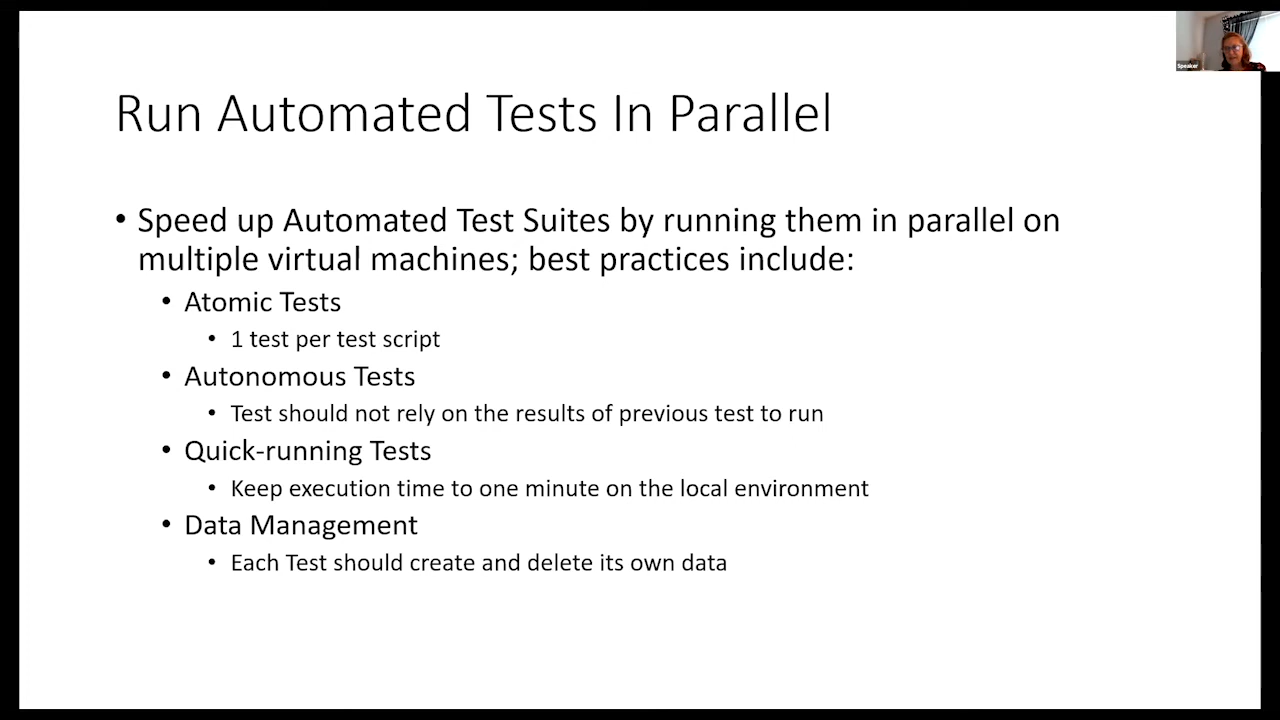 Speaker
Run Automated Tests In Parallel
• Speed up Automated Test Suites by running them in parallel on
multiple virtual machines; best practices include:
• Atomic Tests
• 1 test per test script
• Autonomous Tests
• Test should not rely on the results of previous test to run
• Quick-running Tests
• Keep execution time to one minute on the local environment
• Data Management
• Each Test should create and delete its own data